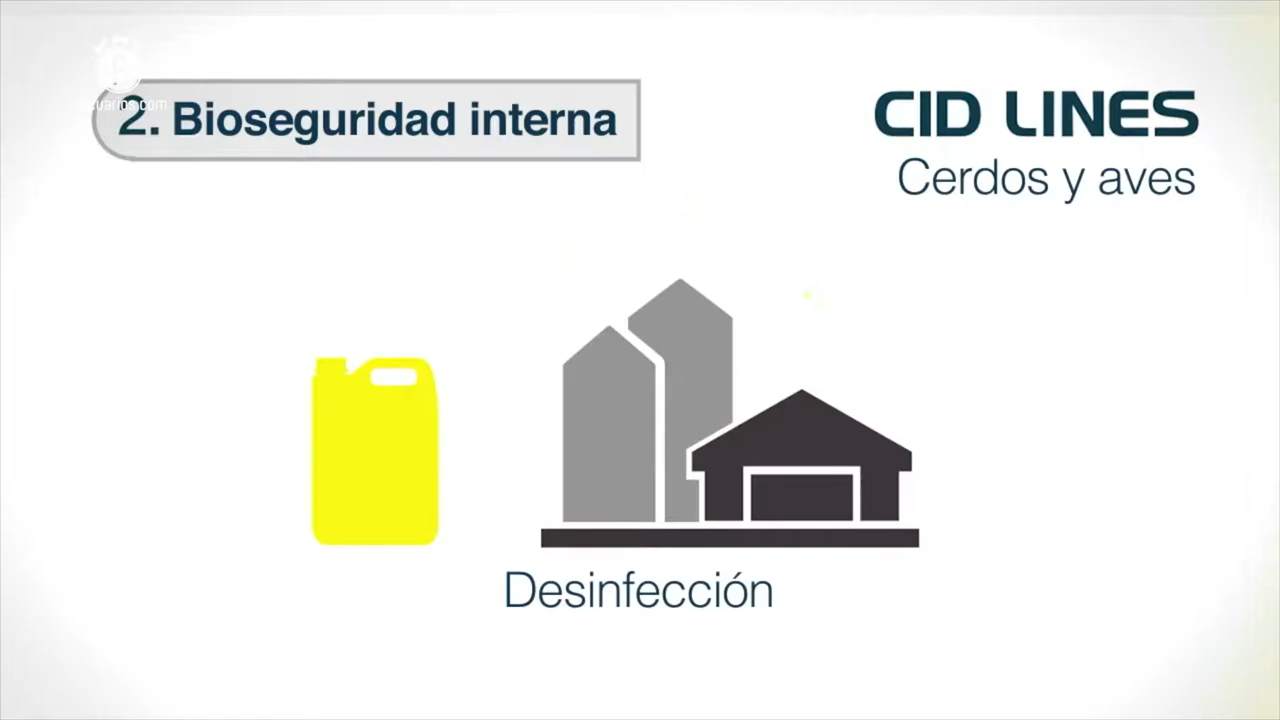 2. Bioseguridad interna
CID LINES
Cerdos y aves
Desinfección